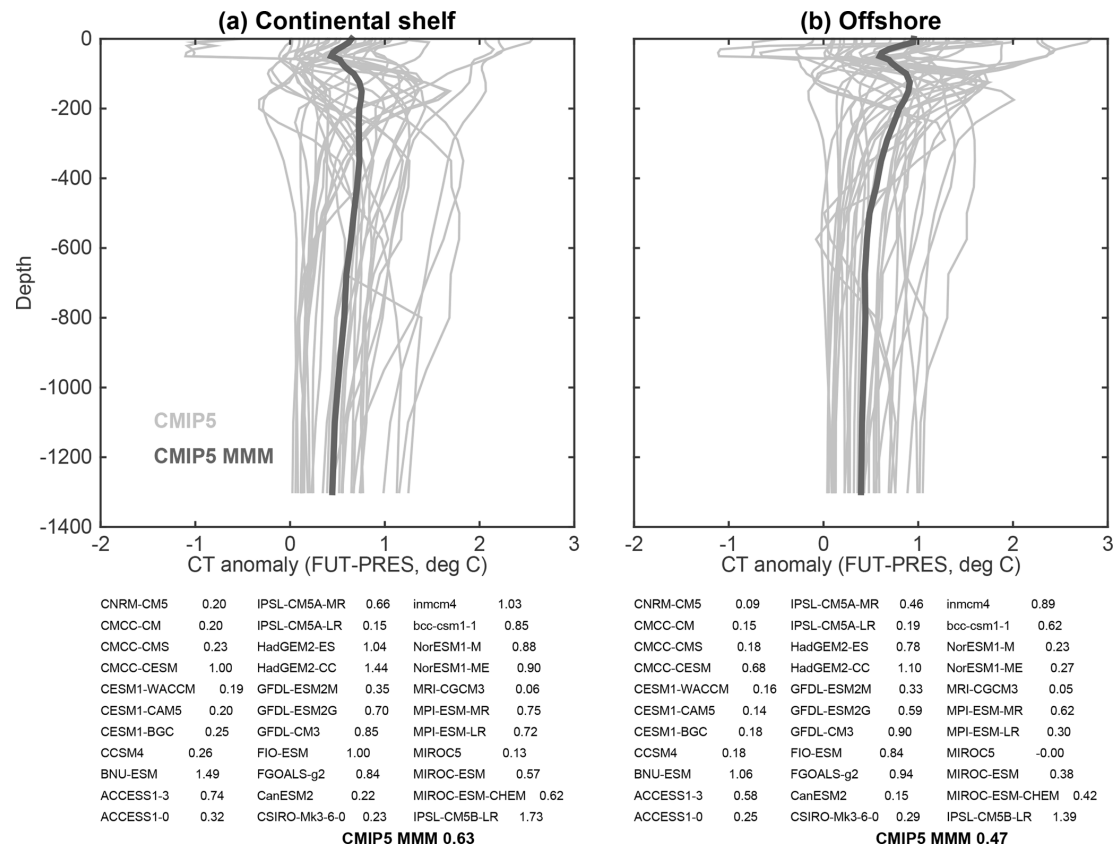 (a) Continental shelf
(b) Offshore
0
-200
-400
-600
-800
-1000
-1200
-1400
Depth
CMIP5
CMIP5 MMM
-2 -1 0 1 2 3
CT anomaly (FUT-PRES, deg C)
0
-200
-400
-600
-800
-1000
-1200
-1400
-2 -1 0 1 2 3
CT anomaly (FUT-PRES, deg C)
CNRM-CM5 0.20 IPSL-CM5A-MR 0.66 inmcm4 1.03
CMCC-CM 0.20 IPSL-CM5A-LR 0.15 bcc-csm1-1 0.85
CMCC-CMS 0.23 HadGEM2-ES 1.04 NorESM1-M 0.88
CMCC-CESM 1.00 HadGEM2-CC 1.44 NorESM1-ME 0.90
CESM1-WACCM 0.19 GFDL-ESM2M 0.35 MRI-CGCM3 0.06
CESM1-CAM5 0.20 GFDL-ESM2G 0.70 MPI-ESM-MR 0.75
CESM1-BGC 0.25 GFDL-CM3 0.85 MPI-ESM-LR 0.72
CCSM4 0.26 FIO-ESM 1.00 MIROC5 0.13
BNU-ESM 1.49 FGOALS-g2 0.84 MIROC-ESM 0.57
ACCESS1-3 0.74 CanESM2 0.22 MIROC-ESM-CHEM 0.62
ACCESS1-0 0.32 CSIRO-Mk3-6-0 0.23 IPSL-CM5B-LR 1.73
CMIP5 MMM 0.63
CNRM-CM5 0.09 IPSL-CM5A-MR 0.46 inmcm4 0.89
CMCC-CM 0.15 IPSL-CM5A-LR 0.19 bcc-csm1-1 0.62
CMCC-CMS 0.18 HadGEM2-ES 0.78 NorESM1-M 0.23
CMCC-CESM 0.68 HadGEM2-CC 1.10 NorESM1-ME 0.27
CESM1-WACCM 0.16 GFDL-ESM2M 0.33 MRI-CGCM3 0.05
CESM1-CAM5 0.14 GFDL-ESM2G 0.59 MPI-ESM-MR 0.62
CESM1-BGC 0.18 GFDL-CM3 0.90 MPI-ESM-LR 0.30
CCSM4 0.18 FIO-ESM 0.84 MIROC5 -0.00
BNU-ESM 1.06 FGOALS-g2 0.94 MIROC-ESM 0.38
ACCESS1-3 0.58 CanESM2 0.15 MIROC-ESM-CHEM 0.42
ACCESS1-0 0.25 CSIRO-Mk3-6-0 0.29 IPSL-CM5B-LR 1.39
CMIP5 MMM 0.47